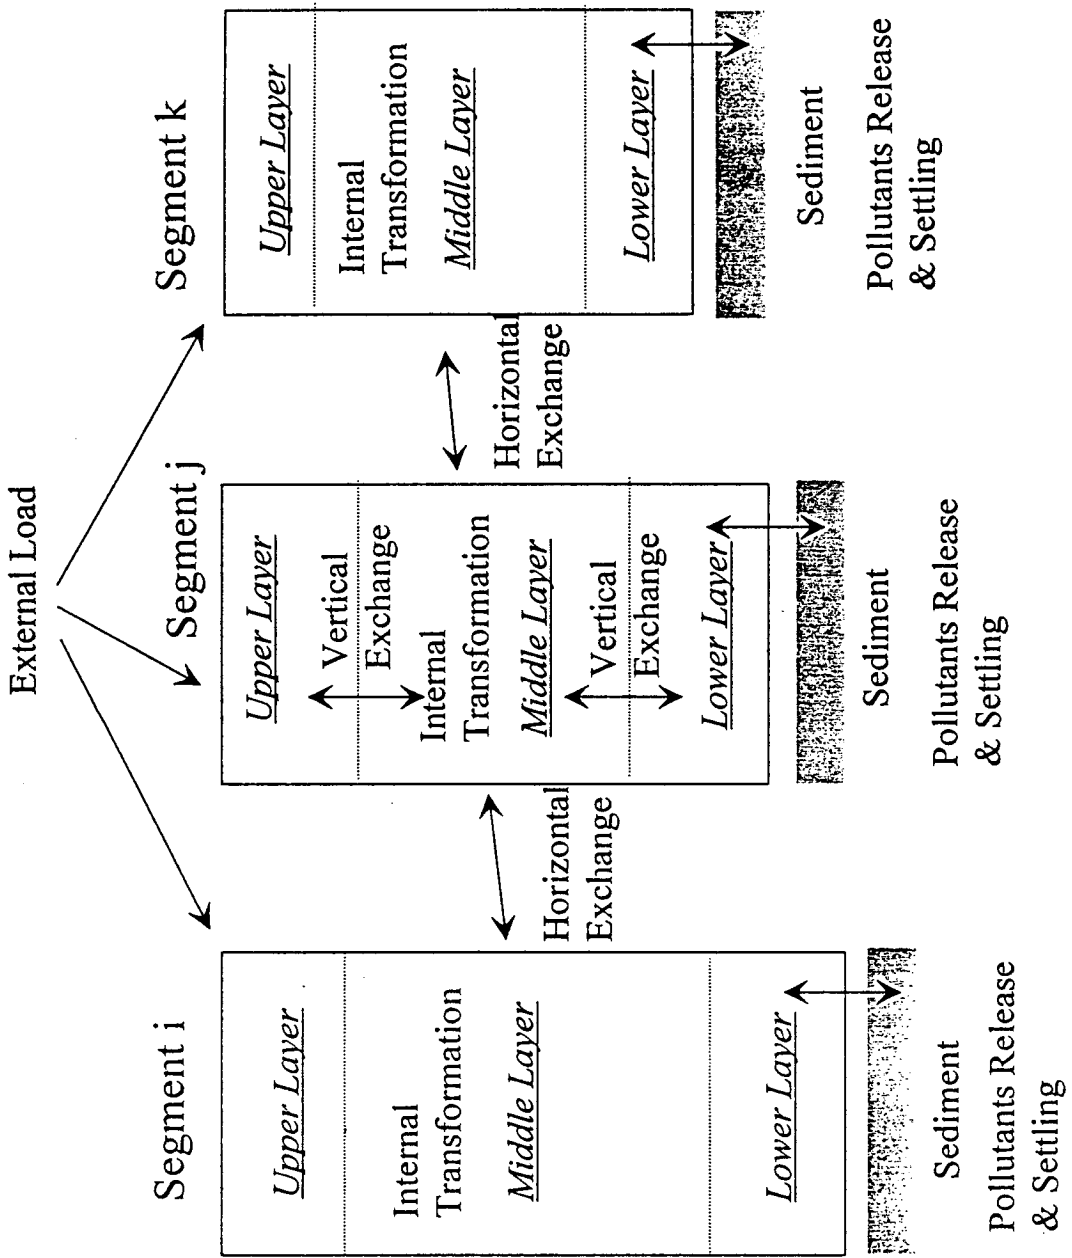 External Load
Segment i
Upper Layer
Internal
Transformation
Middle Layer
Lower Layer
Sediment
Pollutants Release
& Settling
Horizontal
Exchange
Segment j
Upper Layer
Vertical
Exchange
Internal
Transformation
Middle Layer
Vertical
Exchange
Lower Layer
Sediment
Pollutants Release
& Settling
Horizontal
Exchange
Segment k
Upper Layer
Internal
Transformation
Middle Layer
Lower Layer
Sediment
Pollutants Release
& Settling